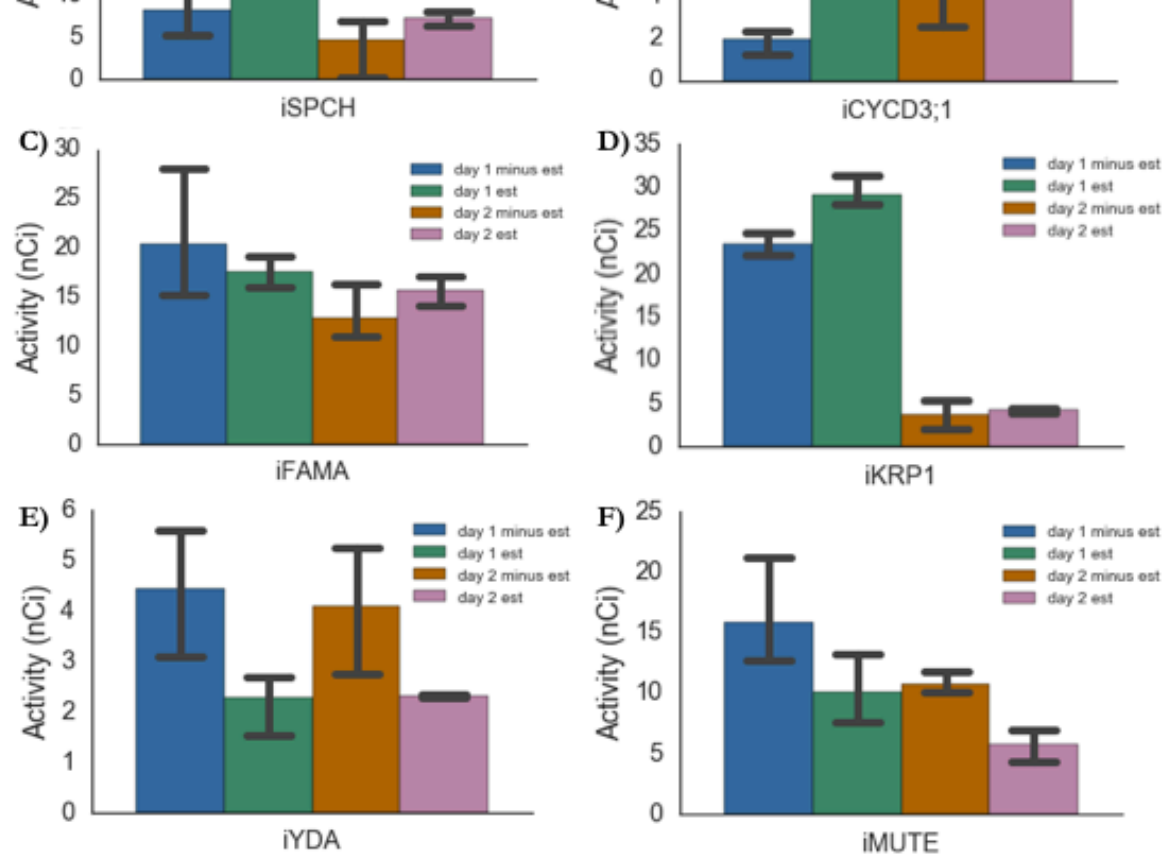 5
0
iSPCH
2
0
iCYCD3;1
C)
30
25
20
15
10
5
0
Activity (nCi)
day 1 minus est
day 1 est
day 2 minus est
day 2 est
iFAMA
D)
35
30
25
20
15
10
5
0
Activity (nCi)
day 1 minus est
day 1 est
day 2 minus est
day 2 est
iKRP1
E)
6
5
4
3
2
1
0
Activity (nCi)
day 1 minus est
day 1 est
day 2 minus est
day 2 est
iYDA
F)
25
20
15
10
5
0
Activity (nCi)
day 1 minus est
day 1 est
day 2 minus est
day 2 est
iMUTE